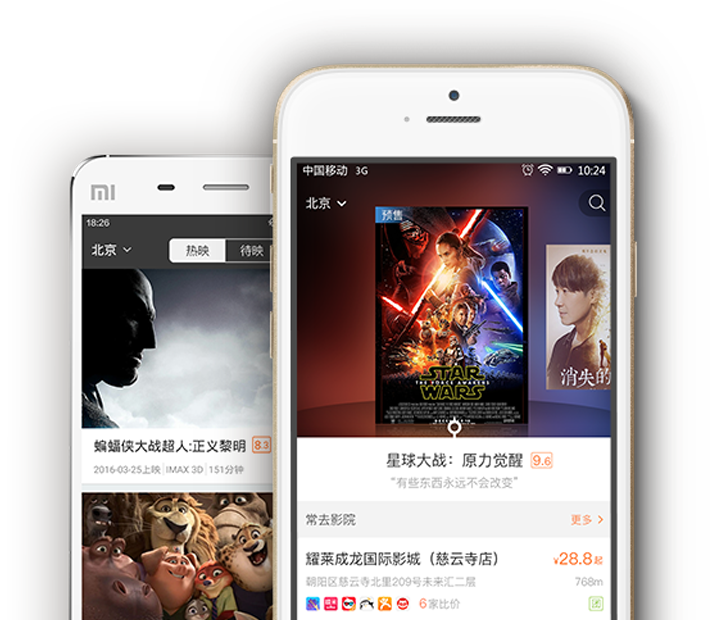 mi
18:26
北京
热映
待映
蝙蝠侠大战超人:正义黎明
8.3
2016-03-25上映 IMAX 3D 151分钟
中国移动 3G
10:24
北京
预售
STAR
THE FORCE AWAKENS
WARS
消失的
星球大战：原力觉醒 9.6
“有些东西永远不会改变”
常去影院
更多
耀莱成龙国际影城（慈云寺店）
¥28.8起
朝阳区慈云寺北里209号未来汇二层
768m
6家比价